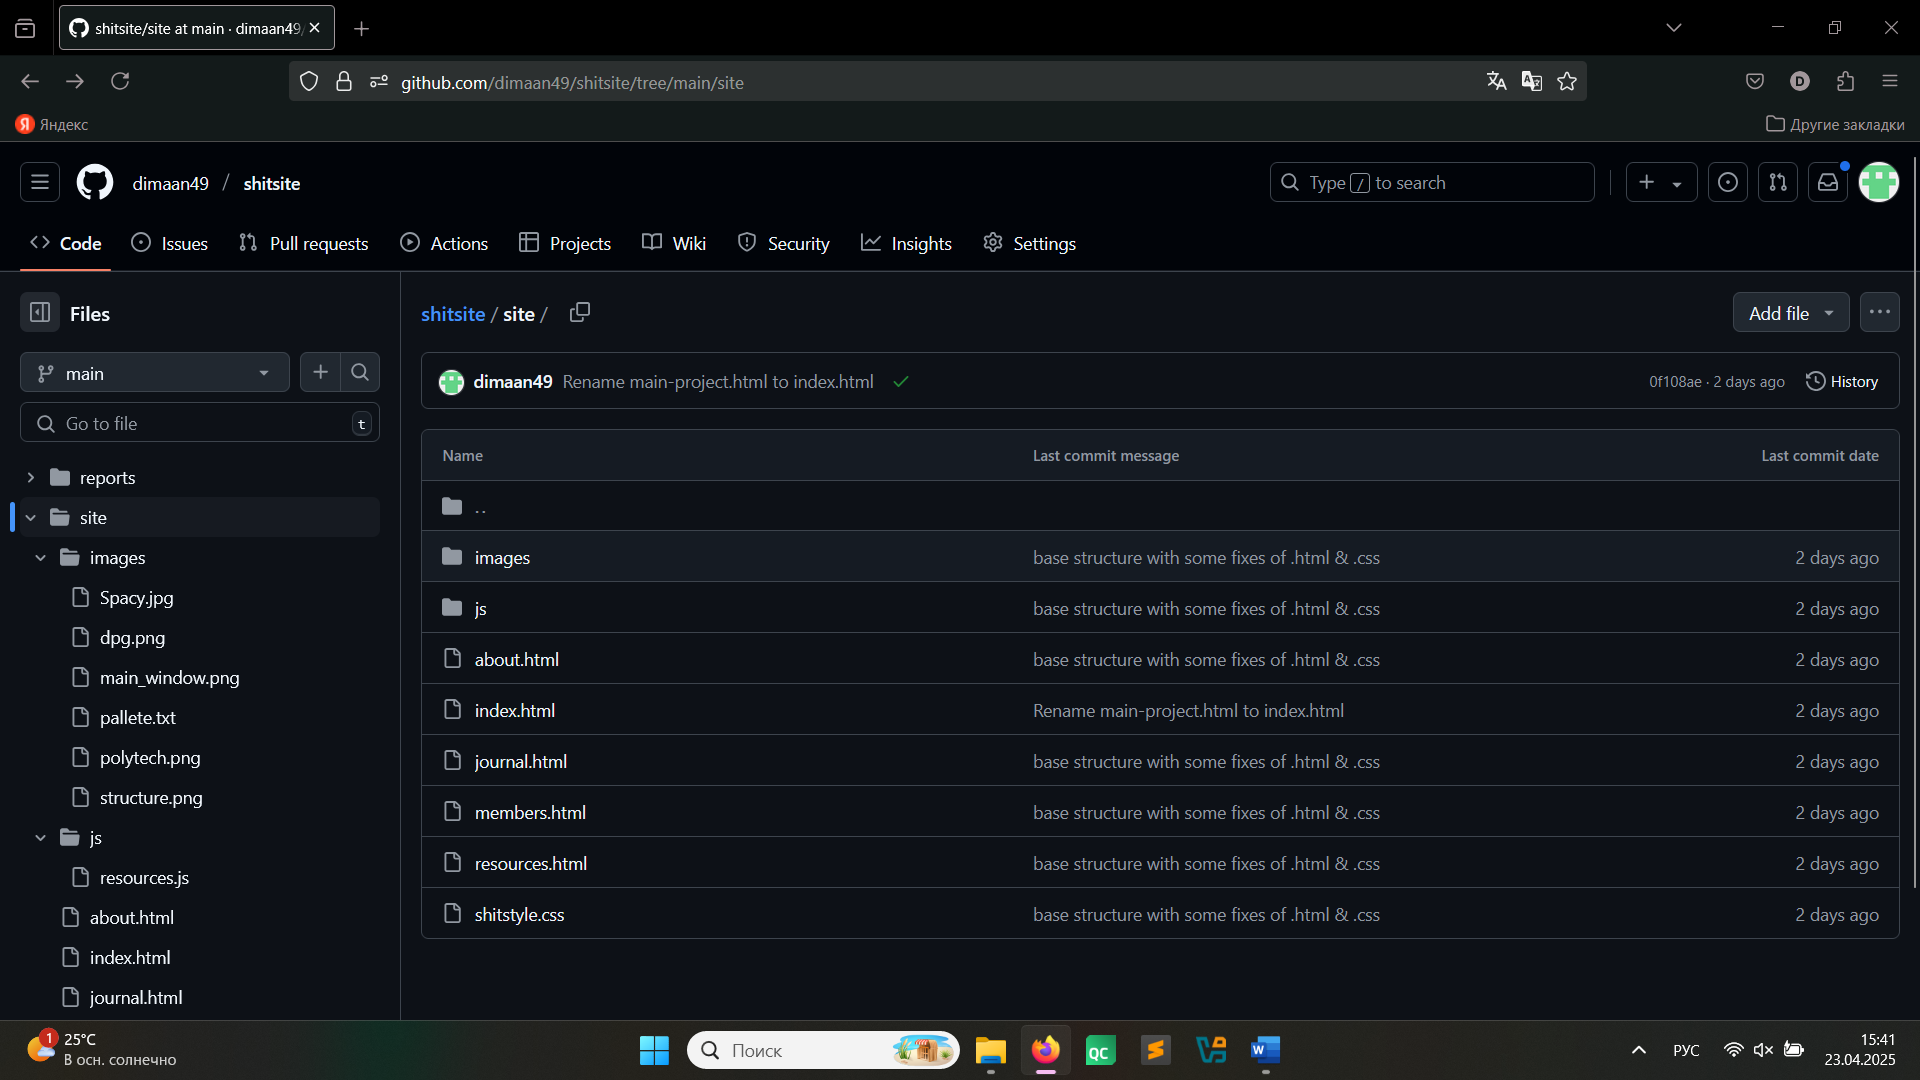 shitsite/site at main · dimaan49/
github.com/dimaan49/shitsite/tree/main/site
Я Яндекс
Другие закладки
dimaan49 / shitsite
Type / to search
Code
Issues
Pull requests
Actions
Projects
Wiki
Security
Insights
Settings
Files
shitsite / site /
Add file
main
Go to file
t
dimaan49 Rename main-project.html to index.html
0f108ae · 2 days ago
History
Name
Last commit message
Last commit date
..
images
base structure with some fixes of .html & .css
2 days ago
js
base structure with some fixes of .html & .css
2 days ago
about.html
base structure with some fixes of .html & .css
2 days ago
index.html
Rename main-project.html to index.html
2 days ago
journal.html
base structure with some fixes of .html & .css
2 days ago
members.html
base structure with some fixes of .html & .css
2 days ago
resources.html
base structure with some fixes of .html & .css
2 days ago
shitstyle.css
base structure with some fixes of .html & .css
2 days ago
reports
site
images
Spacy.jpg
dpg.png
main_window.png
pallete.txt
polytech.png
structure.png
js
resources.js
about.html
index.html
journal.html
1
25°C
В осн. солнечно
Поиск
QC
W
РУС
15:41
23.04.2025